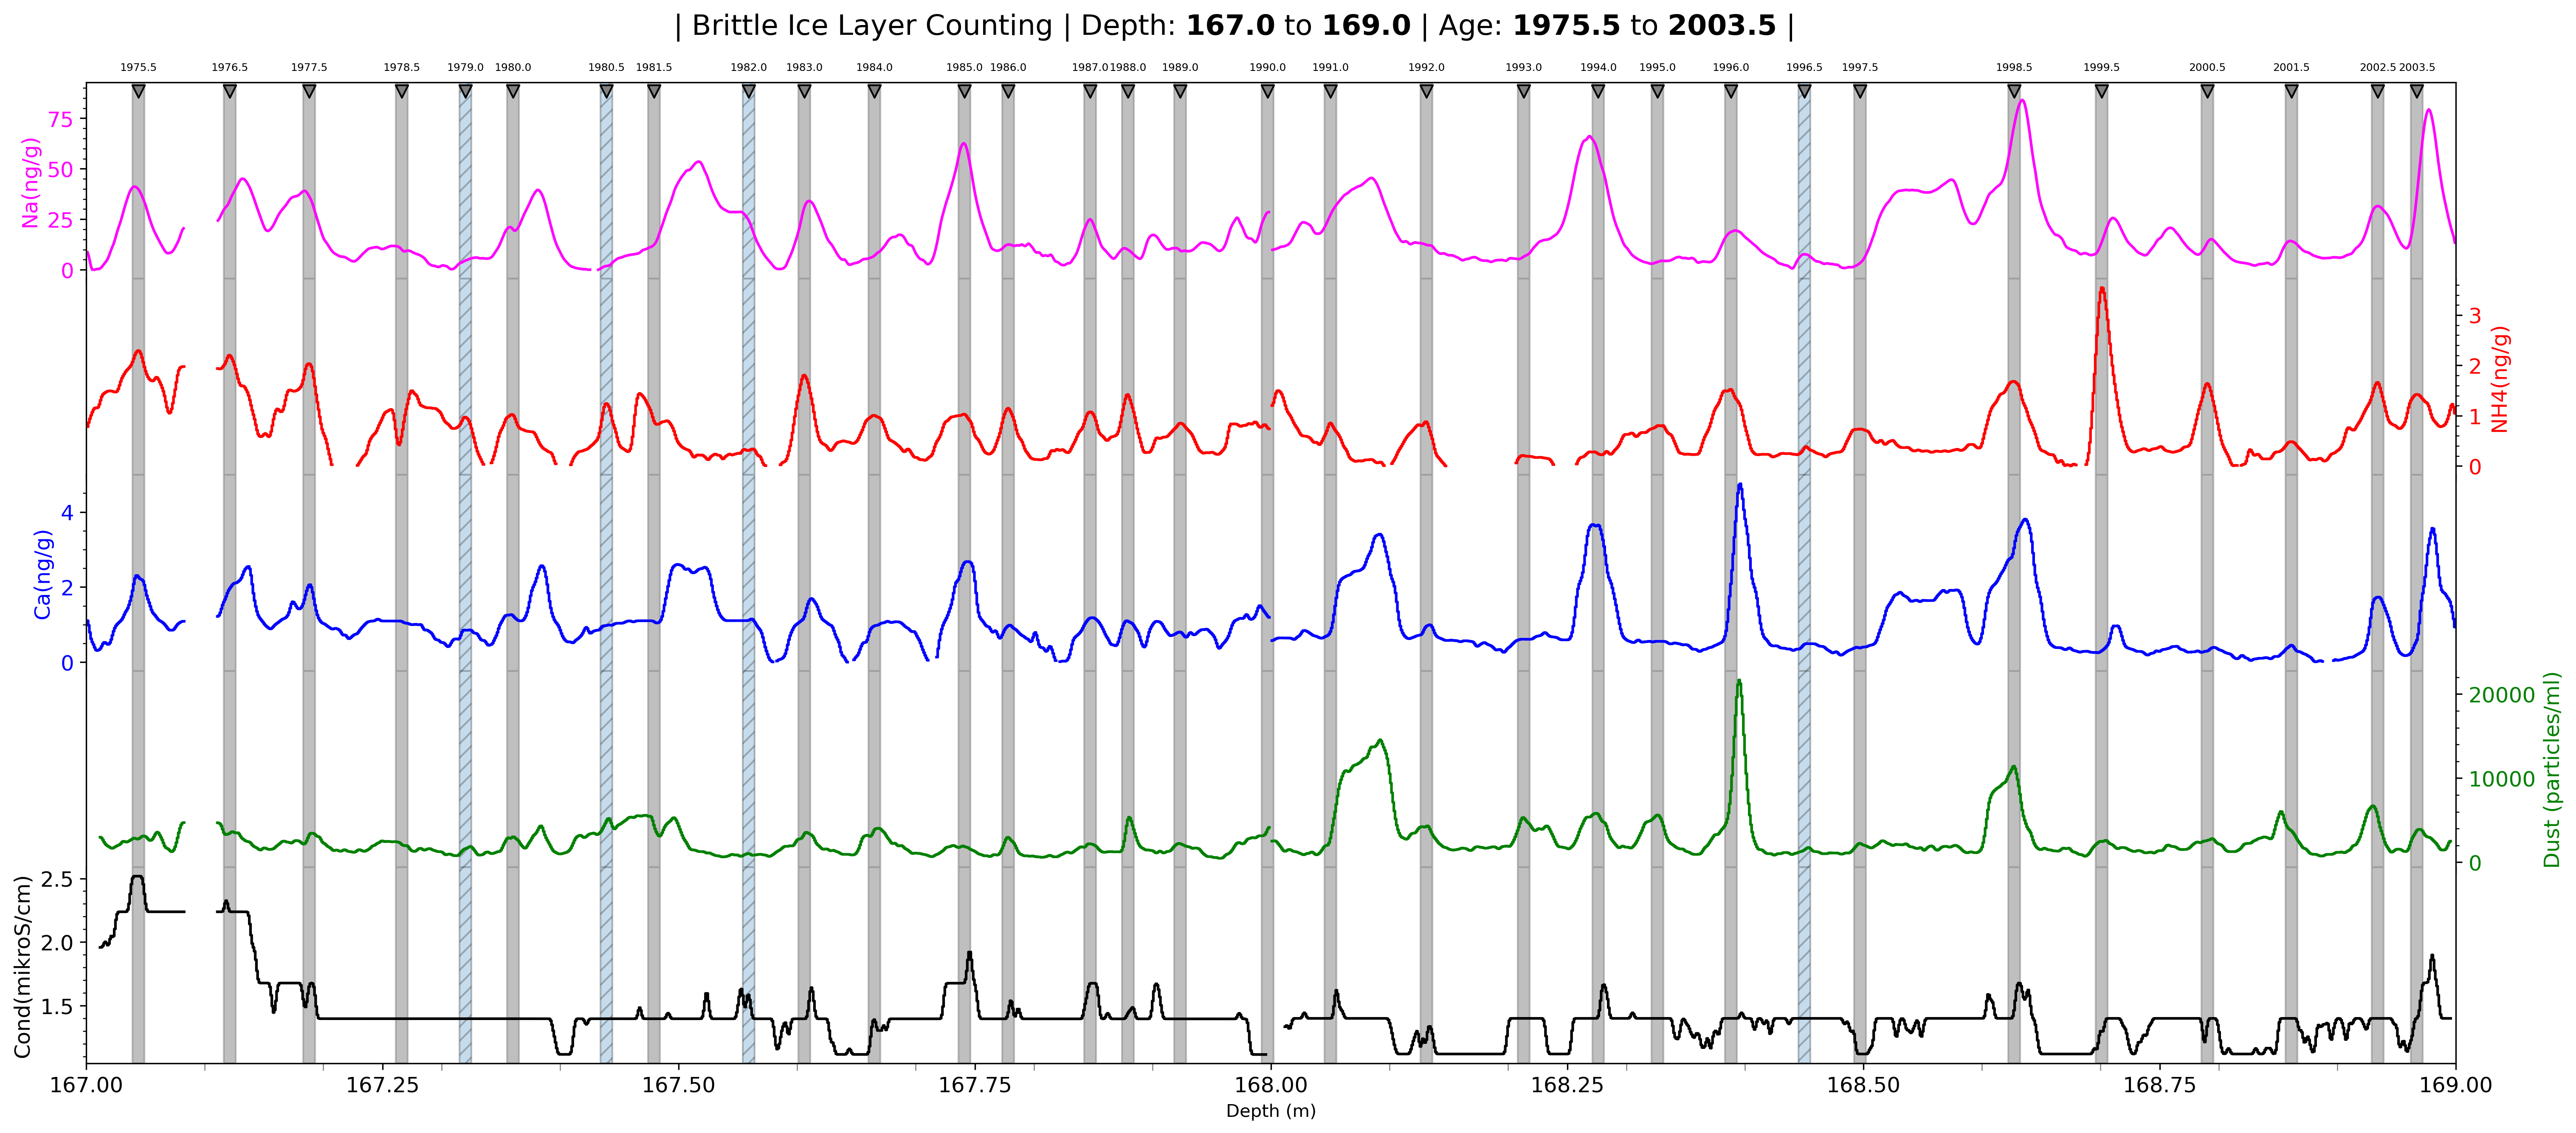 | Brittle Ice Layer Counting | Depth: 167.0 to 169.0 | Age: 1975.5 to 2003.5 |
1975.5 1976.5 1977.5 1978.5 1979.0 1980.0 1980.5 1981.5 1982.0 1983.0 1984.0 1985.0 1986.0 1987.0 1988.0 1989.0 1990.0 1991.0 1992.0 1993.0 1994.0 1995.0 1996.0 1996.5 1997.5 1998.5 1999.5 2000.5 2001.5 2002.5 2003.5
Na(ng/g)
75
50
25
0
NH4(ng/g)
3
2
1
0
Ca(ng/g)
4
2
0
Dust (particles/ml)
20000
10000
0
Cond(mikroS/cm)
2.5
2.0
1.5
167.00 167.25 167.50 167.75 168.00 168.25 168.50 168.75 169.00
Depth (m)